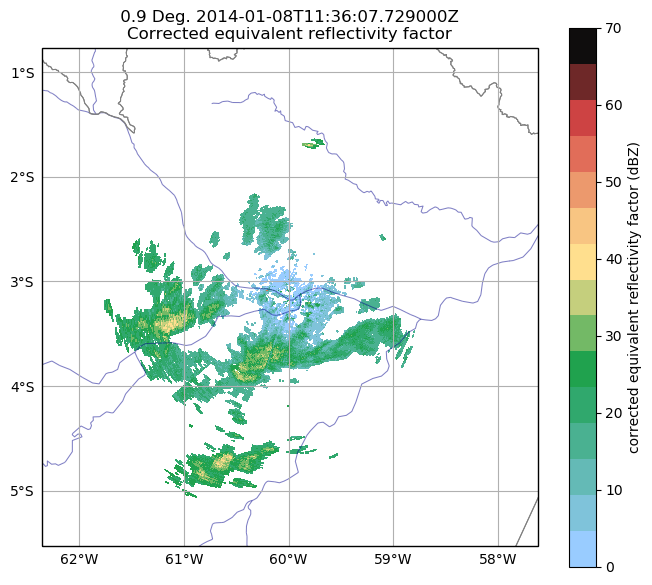 0.9 Deg. 2014-01-08T11:36:07.729000Z
Corrected equivalent reflectivity factor
1°S
2°S
3°S
4°S
5°S
62°W
61°W
60°W
59°W
58°W
70
60
50
40
30
20
10
0
corrected equivalent reflectivity factor (dBZ)